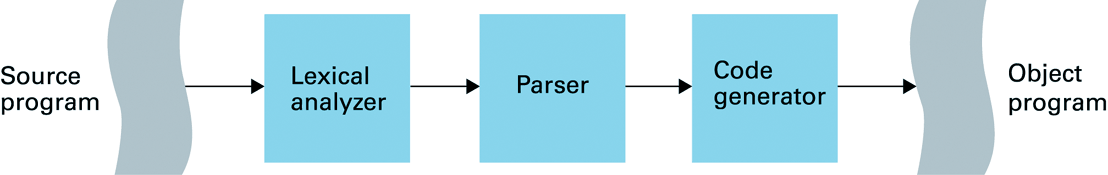 Source
program
Lexical
analyzer
Parser
Code
generator
Object
program